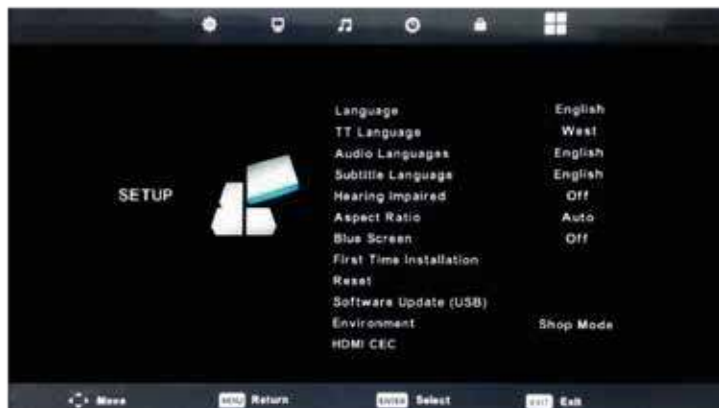 Language English
TT Language West
Audio Languages English
Subtitle Language English
SETUP
Hearing Impaired Off
Aspect Ratio Auto
Blue Screen Off
First Time Installation
Reset
Software Update (USB)
Environment Shop Mode
HDMI CEC
Move MENU Return ENTER Select EXIT Exit